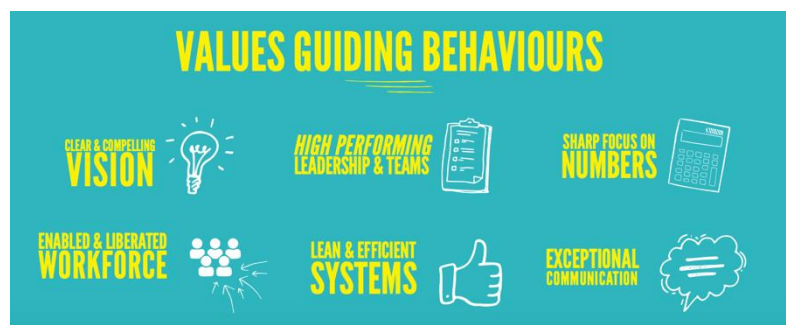 VALUES GUIDING BEHAVIOURS
CLEAR & COMPELLING
VISION
HIGH PERFORMING
LEADERSHIP & TEAMS
SHARP FOCUS ON
NUMBERS
ENABLED & LIBERATED
WORKFORCE
LEAN & EFFICIENT
SYSTEMS
EXCEPTIONAL
COMMUNICATION